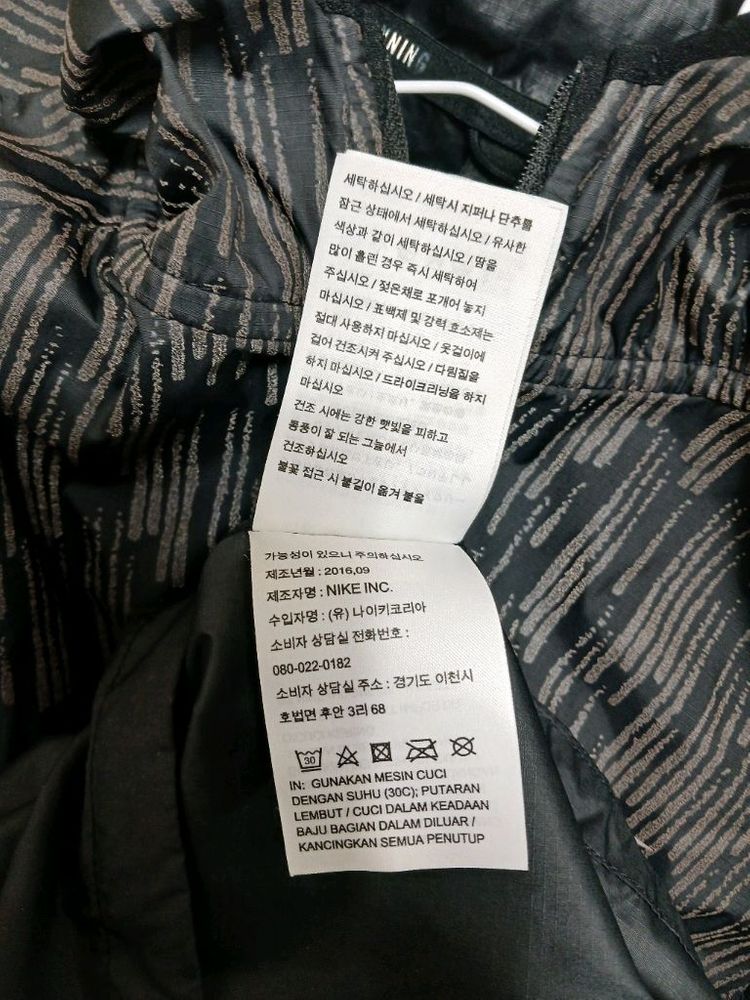 NNING
세탁하십시오 / 세탁시 지퍼나 단추를
잠근 상태에서 세탁하십시오 / 유사한
색상과 같이 세탁하십시오 / 땀을
많이 흘린 경우 즉시 세탁하여
주십시오 / 젖은채로 포개어 놓지
마십시오 / 표백제 및 강력 효소제는
절대 사용하지 마십시오 / 옷걸이에
걸어 건조시켜 주십시오 / 다림질을
하지 마십시오 / 드라이크리닝을 하지
마십시오
건조 시에는 강한 햇빛을 피하고
통풍이 잘 되는 그늘에서
건조하십시오
불꽃 접근 시 불길이 옮겨 붙을
가능성이 있으니 주의하십시오
제조년월 : 2016,09
제조자명 : NIKE INC.
수입자명 : (유) 나이키코리아
소비자 상담실 전화번호 :
080-022-0182
소비자 상담실 주소 : 경기도 이천시
호법면 후안 3리 68
30
IN: GUNAKAN MESIN CUCI
DENGAN SUHU (30C); PUTARAN
LEMBUT / CUCI DALAM KEADAAN
BAJU BAGIAN DALAM DILUAR /
KANCINGKAN SEMUA PENUTUP